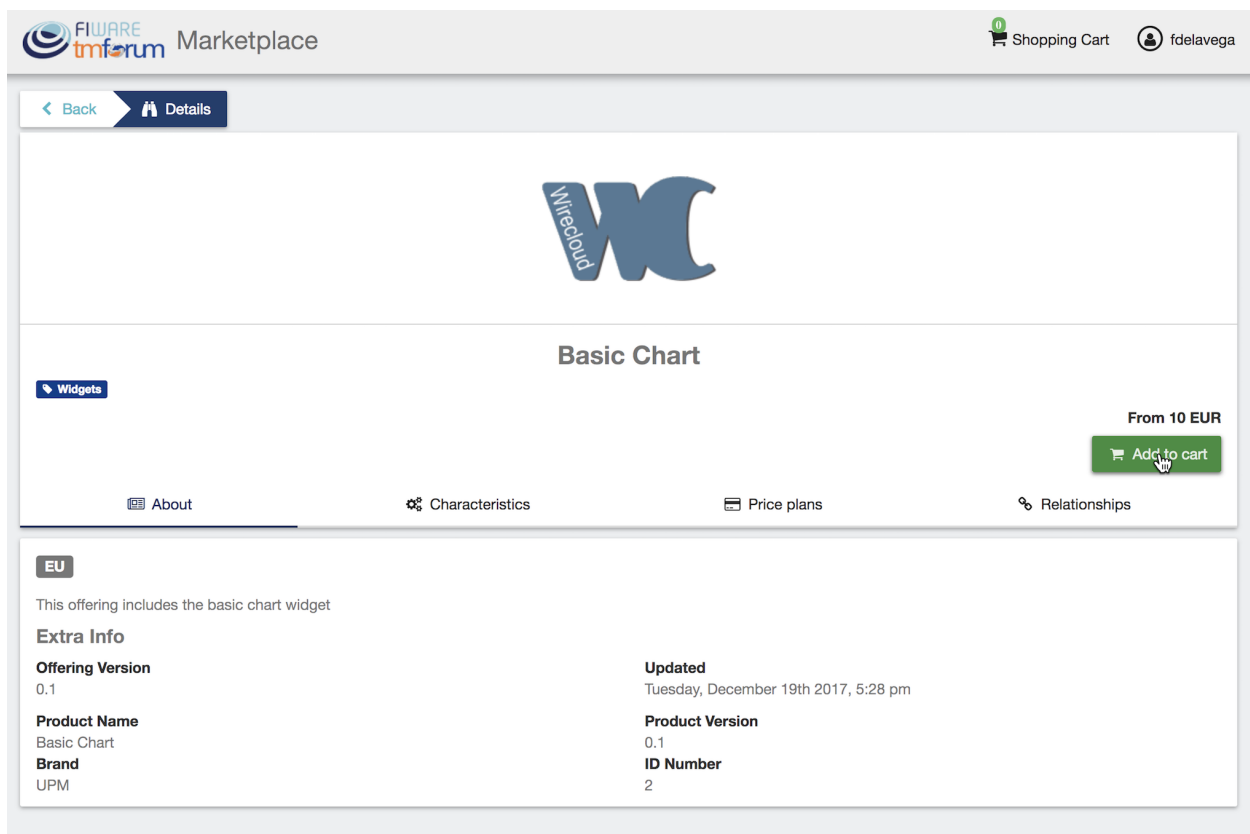 FIWARE
tmforum
Marketplace
0
Shopping Cart
fdelavega
Back
Details
Wirecloud
WC
Basic Chart
Widgets
From 10 EUR
Add to cart
About
Characteristics
Price plans
Relationships
EU
This offering includes the basic chart widget
Extra Info
Offering Version
Updated
0.1
Tuesday, December 19th 2017, 5:28 pm
Product Name
Product Version
Basic Chart
0.1
Brand
ID Number
UPM
2